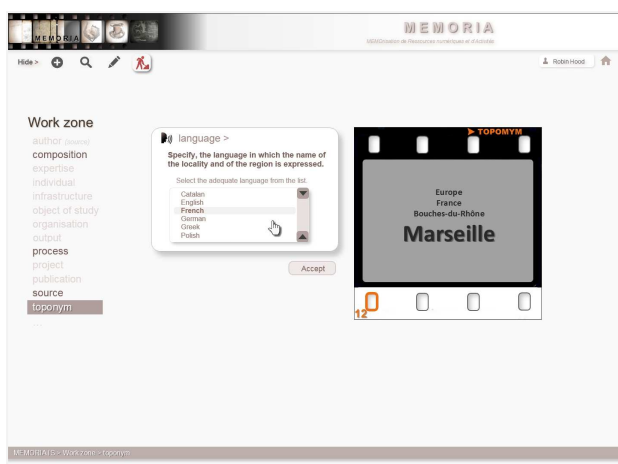 MEMORIA
MEMORIA
MEMOrisation de Ressources numériques et d'Activités
Hide >
Robin Hood
Work zone
author (source)
composition
expertise
individual
infrastructure
object of study
organisation
output
process
project
publication
source
toponym
...
language >
Specify, the language in which the name of
the locality and of the region is expressed.
Select the adequate language from the list
Catalan
English
French
German
Greek
Polish
Accept
TOPOMYM
Europe
France
Bouches-du-Rhône
Marseille
12
MEMORIA IS > Work zone > toponym